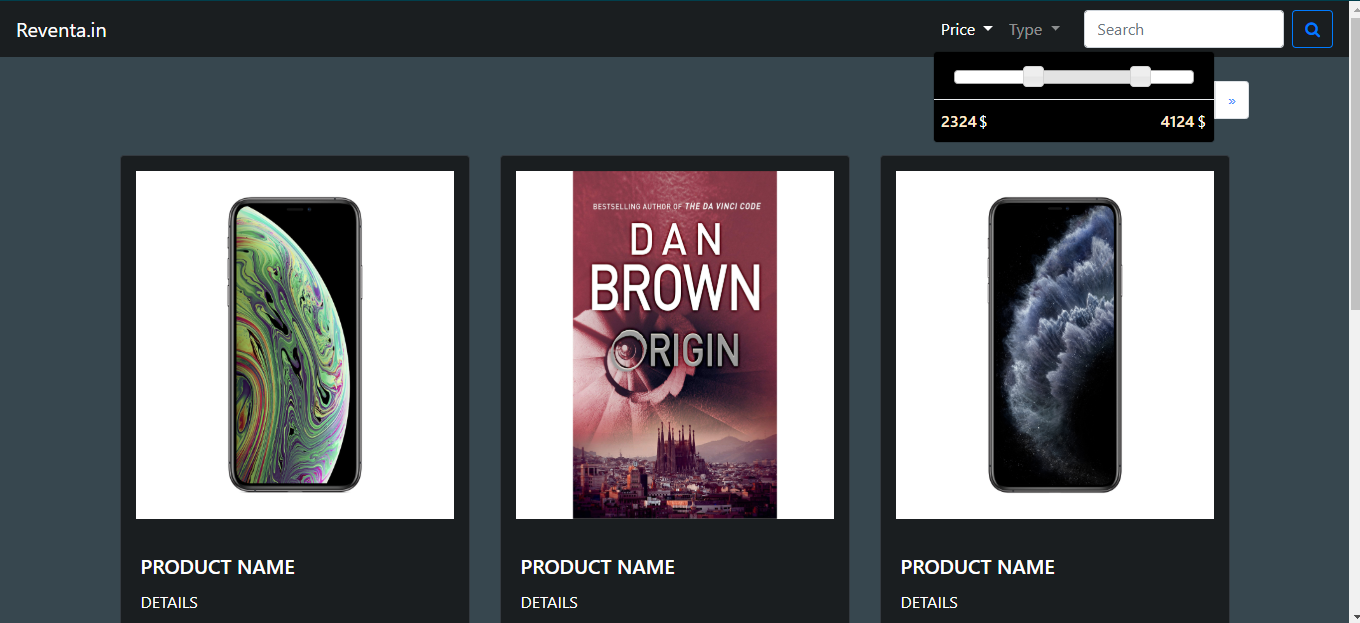 Reventa.in
Price Type Search
»
2324 $ 4124 $
BESTSELLING AUTHOR OF THE DA VINCI CODE
DAN
BROWN
ORIGIN
PRODUCT NAME PRODUCT NAME PRODUCT NAME
DETAILS DETAILS DETAILS